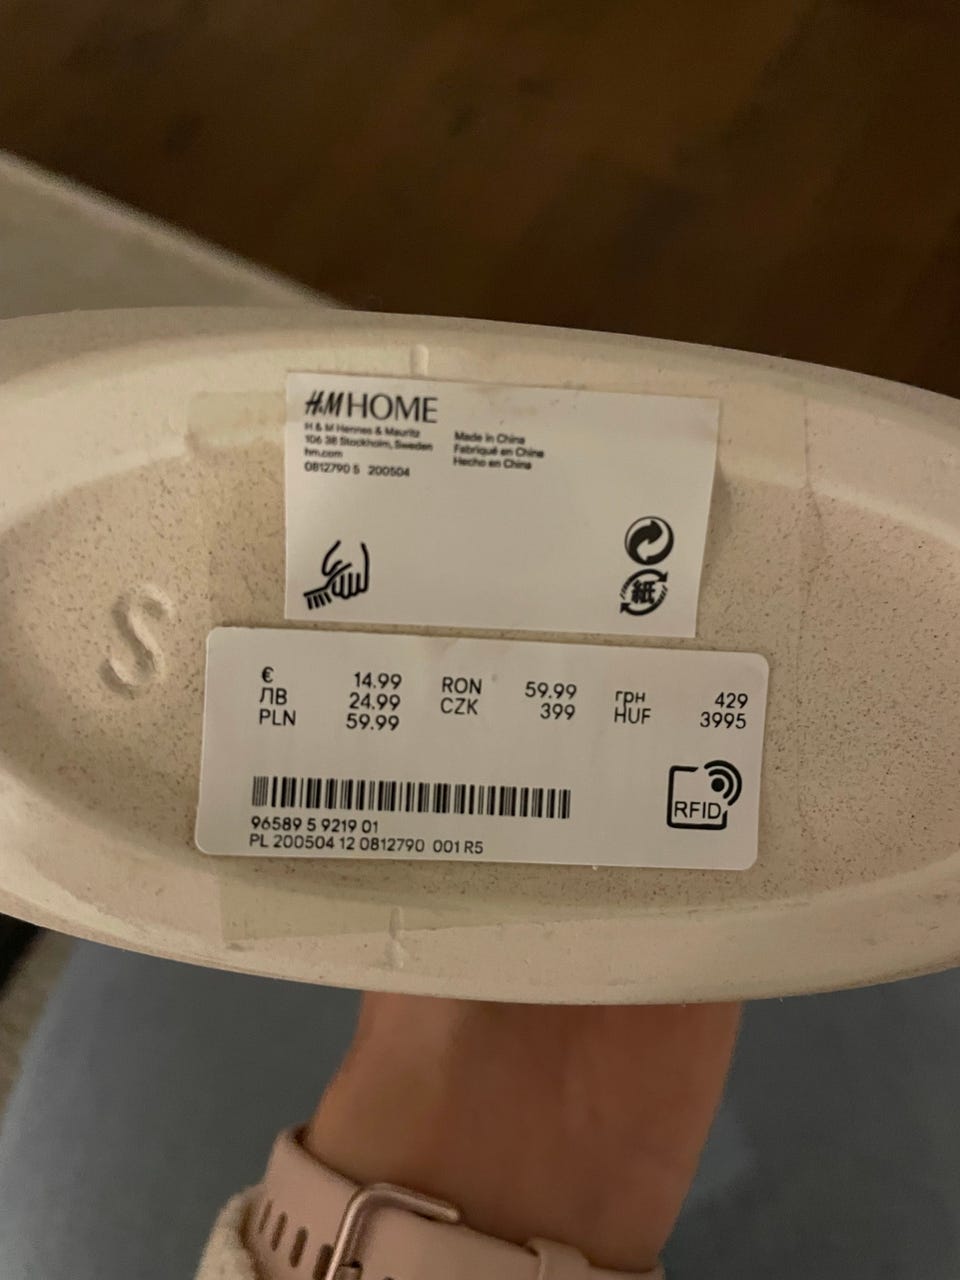 H&M HOME
H & M Hennes & Mauritz
106 38 Stockholm, Sweden
hm.com
0812790 5 200504
Made in China
Fabriqué en China
Hecho en China
紙
S
€ 14.99
ЛВ 24.99
PLN 59.99
RON 59.99
CZK 399
грн 429
HUF 3995
RFID
96589 5 9219 01
PL 200504 12 0812790 001 R5